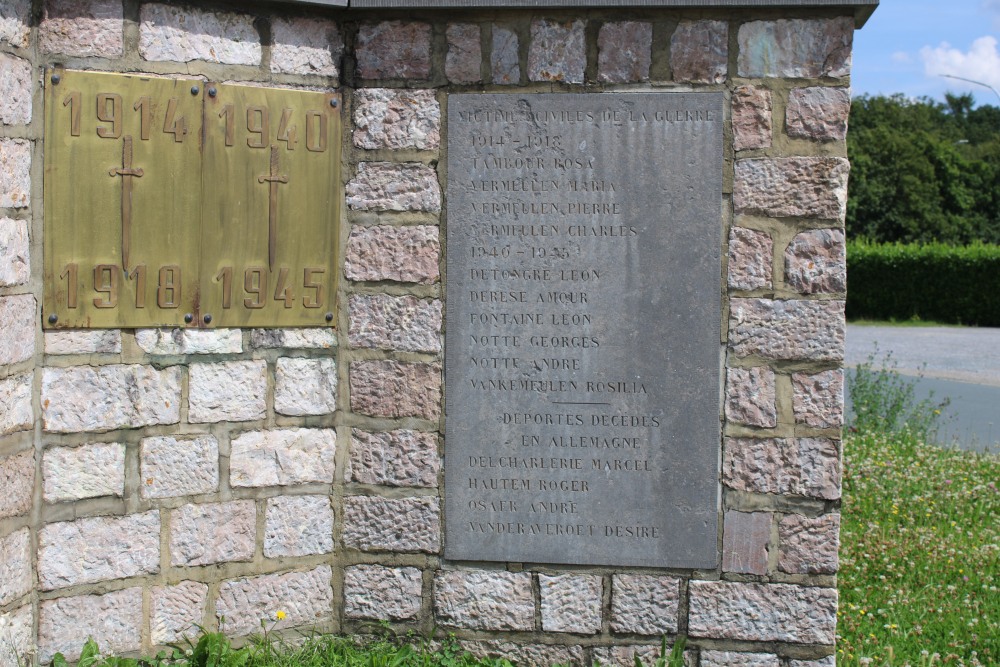 1914
1940
1918
1945
VICTIMES CIVILES DE LA GUERRE
1914-1918
TAMBOUR ROSA
VERMEULEN MARIA
VERMEULEN PIERRE
VERMEULEN CHARLES
1940-1945
DETONGRE LEON
DERESE AMOUR
FONTAINE LEON
NOTTE GEORGES
NOTTE ANDRE
VANKEMEULEN ROSILIA
DEPORTES DECEDES
EN ALLEMAGNE
DELCHARLERIE MARCEL
HAUTEM ROGER
OSAER ANDRE
VANDERAVEROET DESIRE